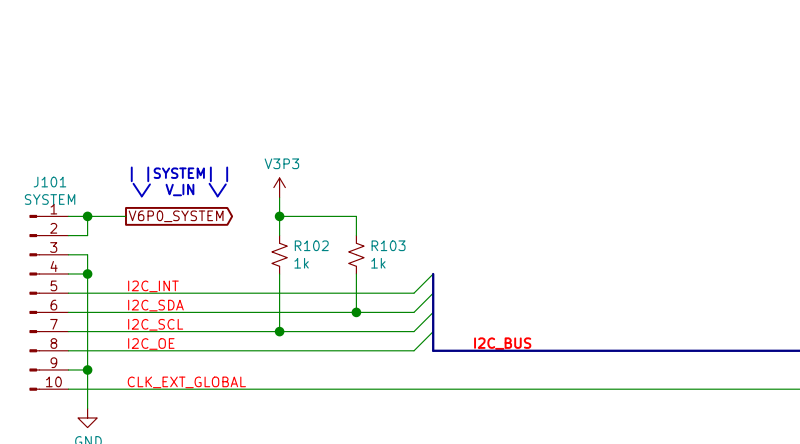 V3P3
SYSTEM
V_IN
J101
SYSTEM
V6P0_SYSTEM
1
2
3
4
5
6
7
8
9
10
R102
1k
R103
1k
I2C_INT
I2C_SDA
I2C_SCL
I2C_OE
I2C_BUS
CLK_EXT_GLOBAL
GND